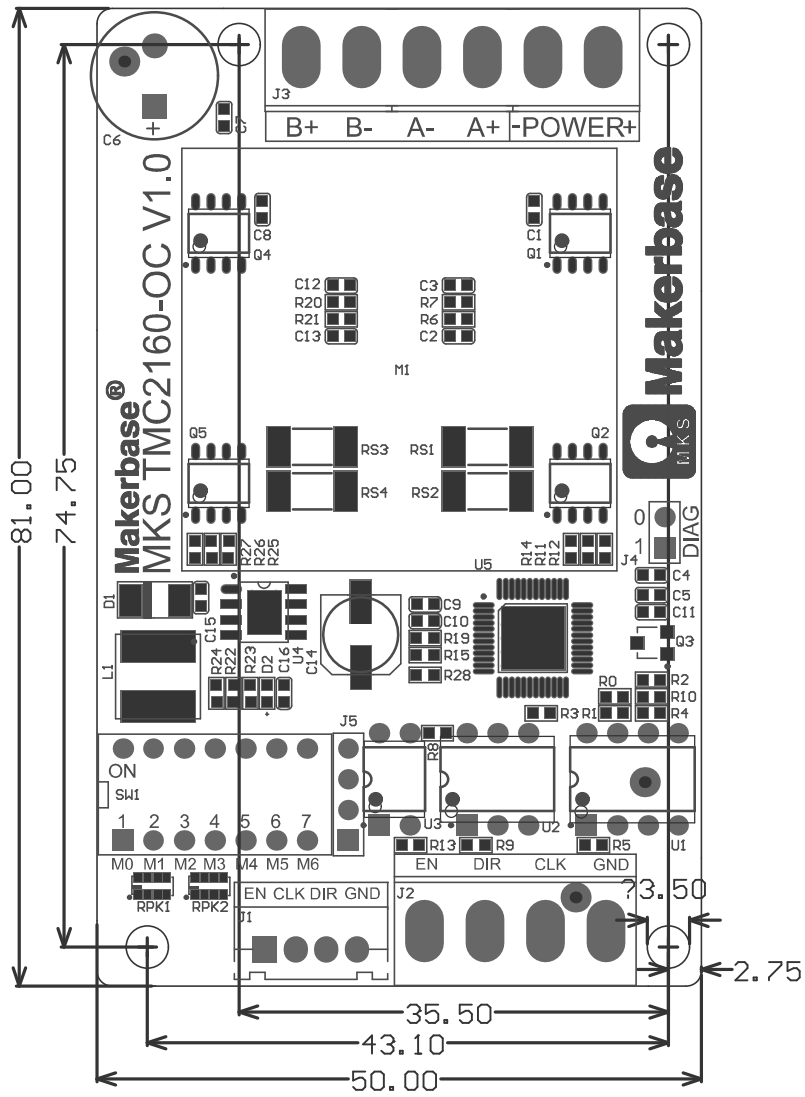 J3
C6
+
C7
B+ B- A- A+ -POWER+
MKS TMC2160-OC V1.0
Makerbase®
Makerbase
MKS
C8
Q4
C1
Q1
C12
R20
R21
C13
C3
R7
R6
C2
M1
Q5
RS3
RS4
RS1
RS2
Q2
R27
R26
R25
R14
R11
R12
0
1
DIAG
J4
U5
C4
C5
C11
Q3
D1
C15
U4
C14
C9
C10
R19
R15
R28
L1
R24
R22
R23
D2
C16
R0
R2
R10
R3
R1
R4
J5
R8
ON
SW1
1 2 3 4 5 6 7
M0 M1 M2 M3 M4 M5 M6
U3
U2
U1
R13
R9
R5
EN DIR CLK GND
RPK1
RPK2
EN CLK DIR GND
J1
J2
81.00
74.75
?3.50
2.75
35.50
43.10
50.00